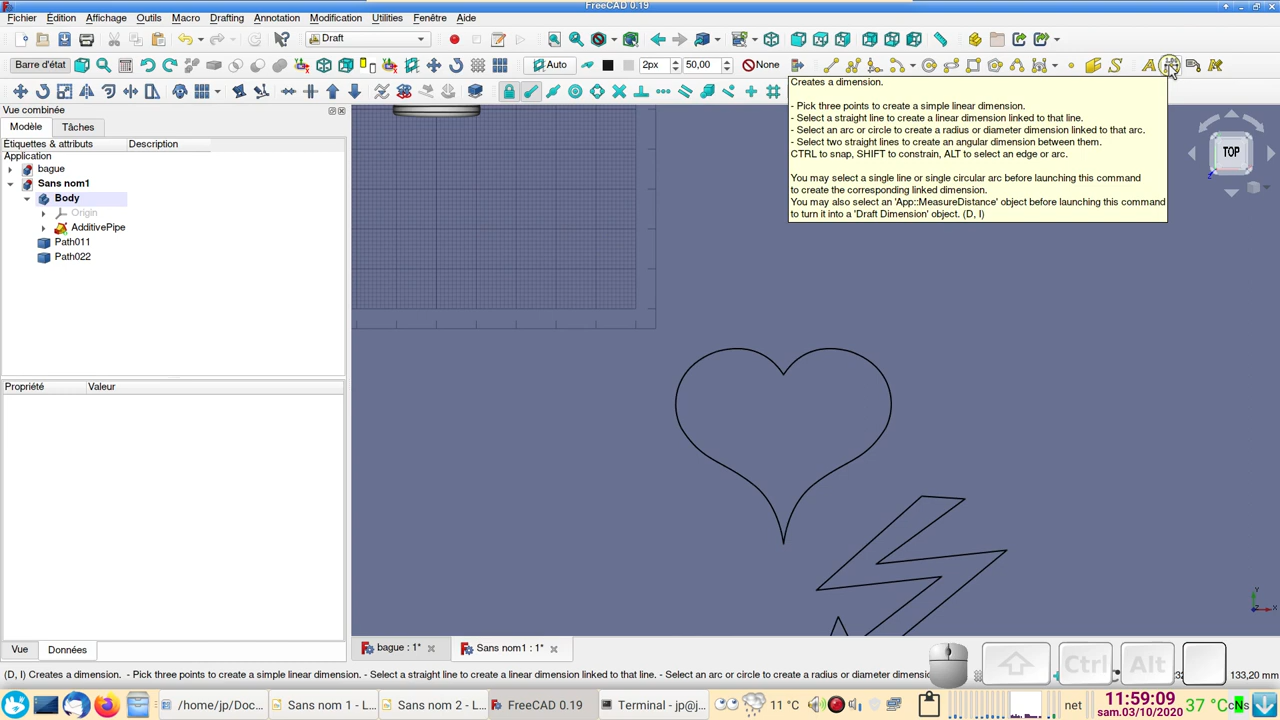 FreeCAD 0.19
Fichier Édition Affichage Outils Macro Drafting Annotation Modification Utilities Fenêtre Aide
Draft
Barre d'état Auto 2px 50,00 None
Creates a dimension.
- Pick three points to create a simple linear dimension.
- Select a straight line to create a linear dimension linked to that line.
- Select an arc or circle to create a radius or diameter dimension linked to that arc.
- Select two straight lines to create an angular dimension between them.
CTRL to snap, SHIFT to constrain, ALT to select an edge or arc.
You may select a single line or single circular arc before launching this command
to create the corresponding linked dimension.
You may also select an 'App::MeasureDistance' object before launching this command
to turn it into a 'Draft Dimension' object. (D, I)
Vue combinée
Modèle Tâches
Étiquettes & attributs Description
Application
bague
Sans nom1
Body
Origin
AdditivePipe
Path011
Path022
TOP
Propriété Valeur
Vue Données
bague : 1* Sans nom1 : 1*
Ctrl Alt
(D, I) Creates a dimension. - Pick three points to create a simple linear dimension. - Select a straight line to create a linear dimension linked to that line. - Select an arc or circle to create a radius or diameter dimensio 133,20 mm
/home/jp/Doc... Sans nom 1 - L... Sans nom 2 - L... FreeCAD 0.19 Terminal - jp@j... 11 °C net 11:59:09 37 °C
sam.03/10/2020